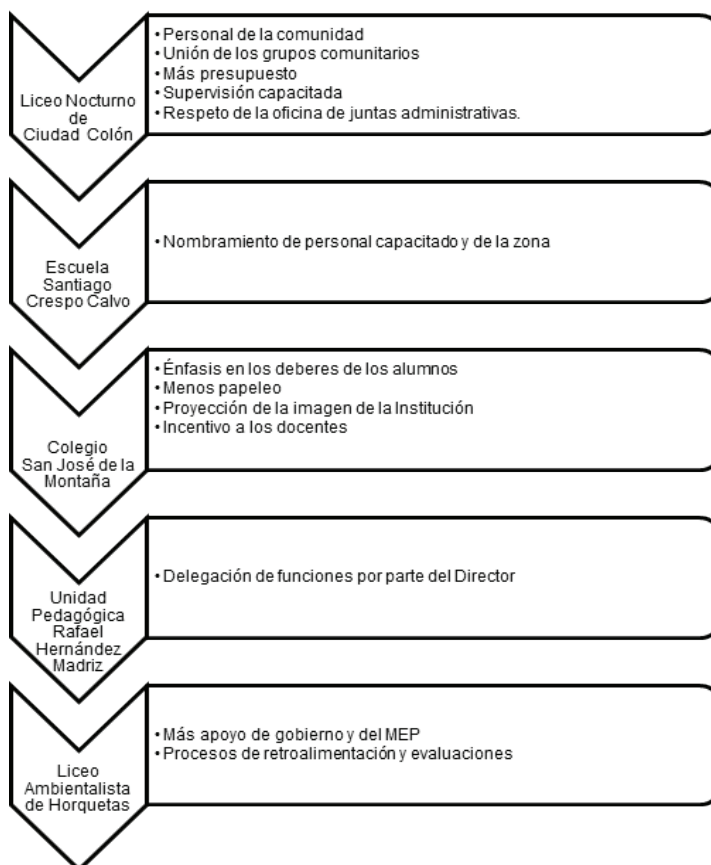 Liceo Nocturno
de
Ciudad Colón
• Personal de la comunidad
• Unión de los grupos comunitarios
• Más presupuesto
• Supervisión capacitada
• Respeto de la oficina de juntas administrativas.
Escuela
Santiago
Crespo Calvo
• Nombramiento de personal capacitado y de la zona
Colegio
San José de la
Montaña
• Énfasis en los deberes de los alumnos
• Menos papeleo
• Proyección de la imagen de la Institución
• Incentivo a los docentes
Unidad
Pedagógica
Rafael
Hernández
Madriz
• Delegación de funciones por parte del Director
Liceo
Ambientalista
de Horquetas
• Más apoyo de gobierno y del MEP
• Procesos de retroalimentación y evaluaciones